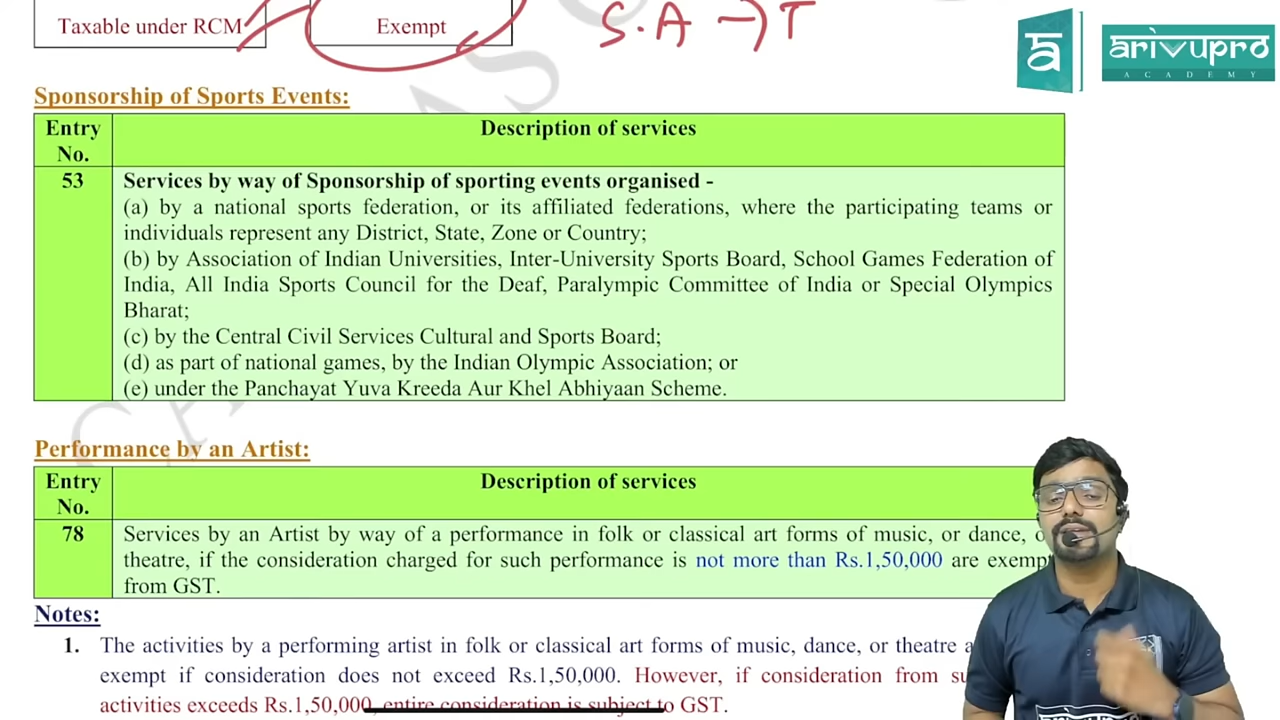 Taxable under RCM
Exempt
S.A → T
arivupro
ACADEMY
Sponsorship of Sports Events:
Entry No.
Description of services
53
Services by way of Sponsorship of sporting events organised -
(a) by a national sports federation, or its affiliated federations, where the participating teams or
individuals represent any District, State, Zone or Country;
(b) by Association of Indian Universities, Inter-University Sports Board, School Games Federation of
India, All India Sports Council for the Deaf, Paralympic Committee of India or Special Olympics
Bharat;
(c) by the Central Civil Services Cultural and Sports Board;
(d) as part of national games, by the Indian Olympic Association; or
(e) under the Panchayat Yuva Kreeda Aur Khel Abhiyaan Scheme.
Performance by an Artist:
Entry No.
Description of services
78
Services by an Artist by way of a performance in folk or classical art forms of music, or dance,
theatre, if the consideration charged for such performance is not more than Rs.1,50,000 are exemp
from GST.
Notes:
1. The activities by a performing artist in folk or classical art forms of music, dance, or theatre
exempt if consideration does not exceed Rs.1,50,000. However, if consideration from su
activities exceeds Rs.1,50,000, entire consideration is subject to GST.